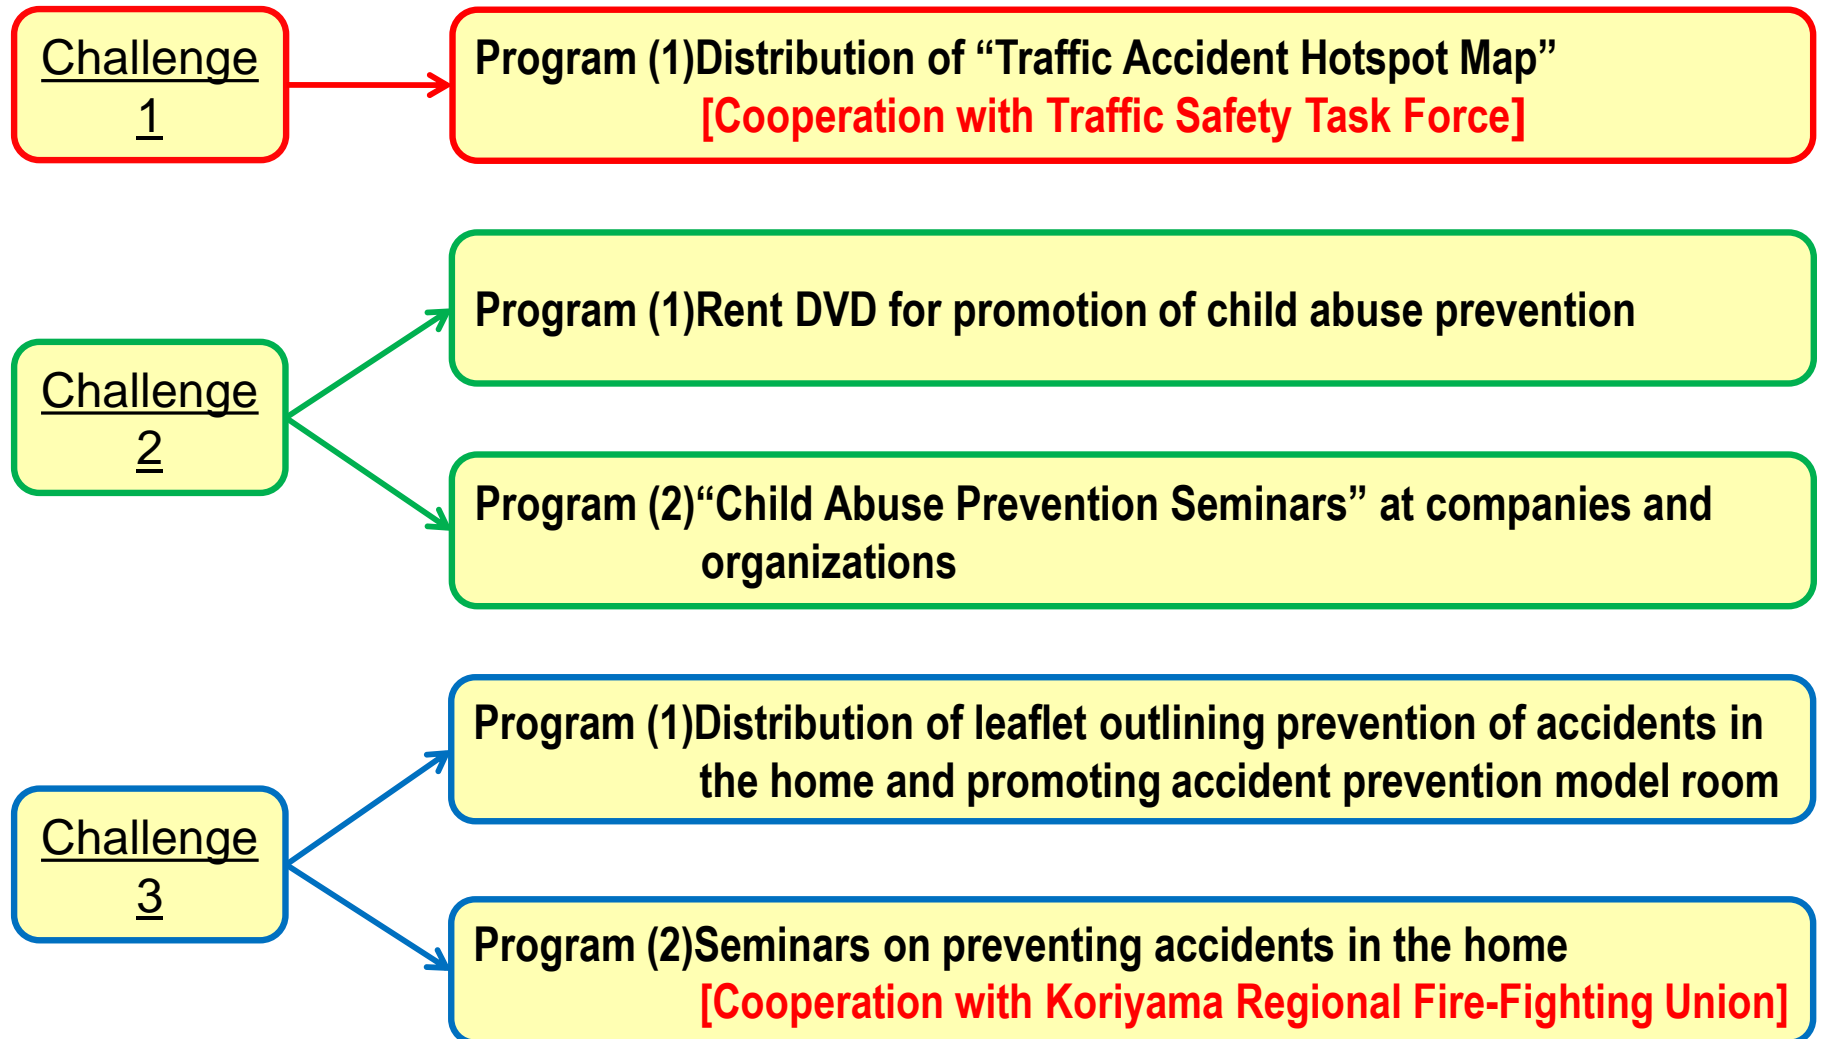 Challenge
1
Program (1)Distribution of “Traffic Accident Hotspot Map”
[Cooperation with Traffic Safety Task Force]
Challenge
2
Program (1)Rent DVD for promotion of child abuse prevention
Program (2)“Child Abuse Prevention Seminars” at companies and
organizations
Challenge
3
Program (1)Distribution of leaflet outlining prevention of accidents in
the home and promoting accident prevention model room
Program (2)Seminars on preventing accidents in the home
[Cooperation with Koriyama Regional Fire-Fighting Union]